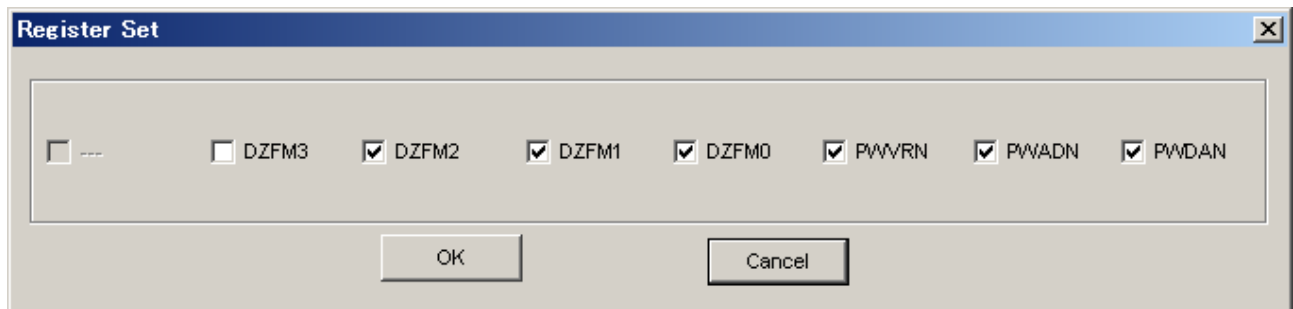 Register Set
--- DZFM3 DZFM2 DZFM1 DZFM0 PWVRN PWADN PWDAN
OK Cancel